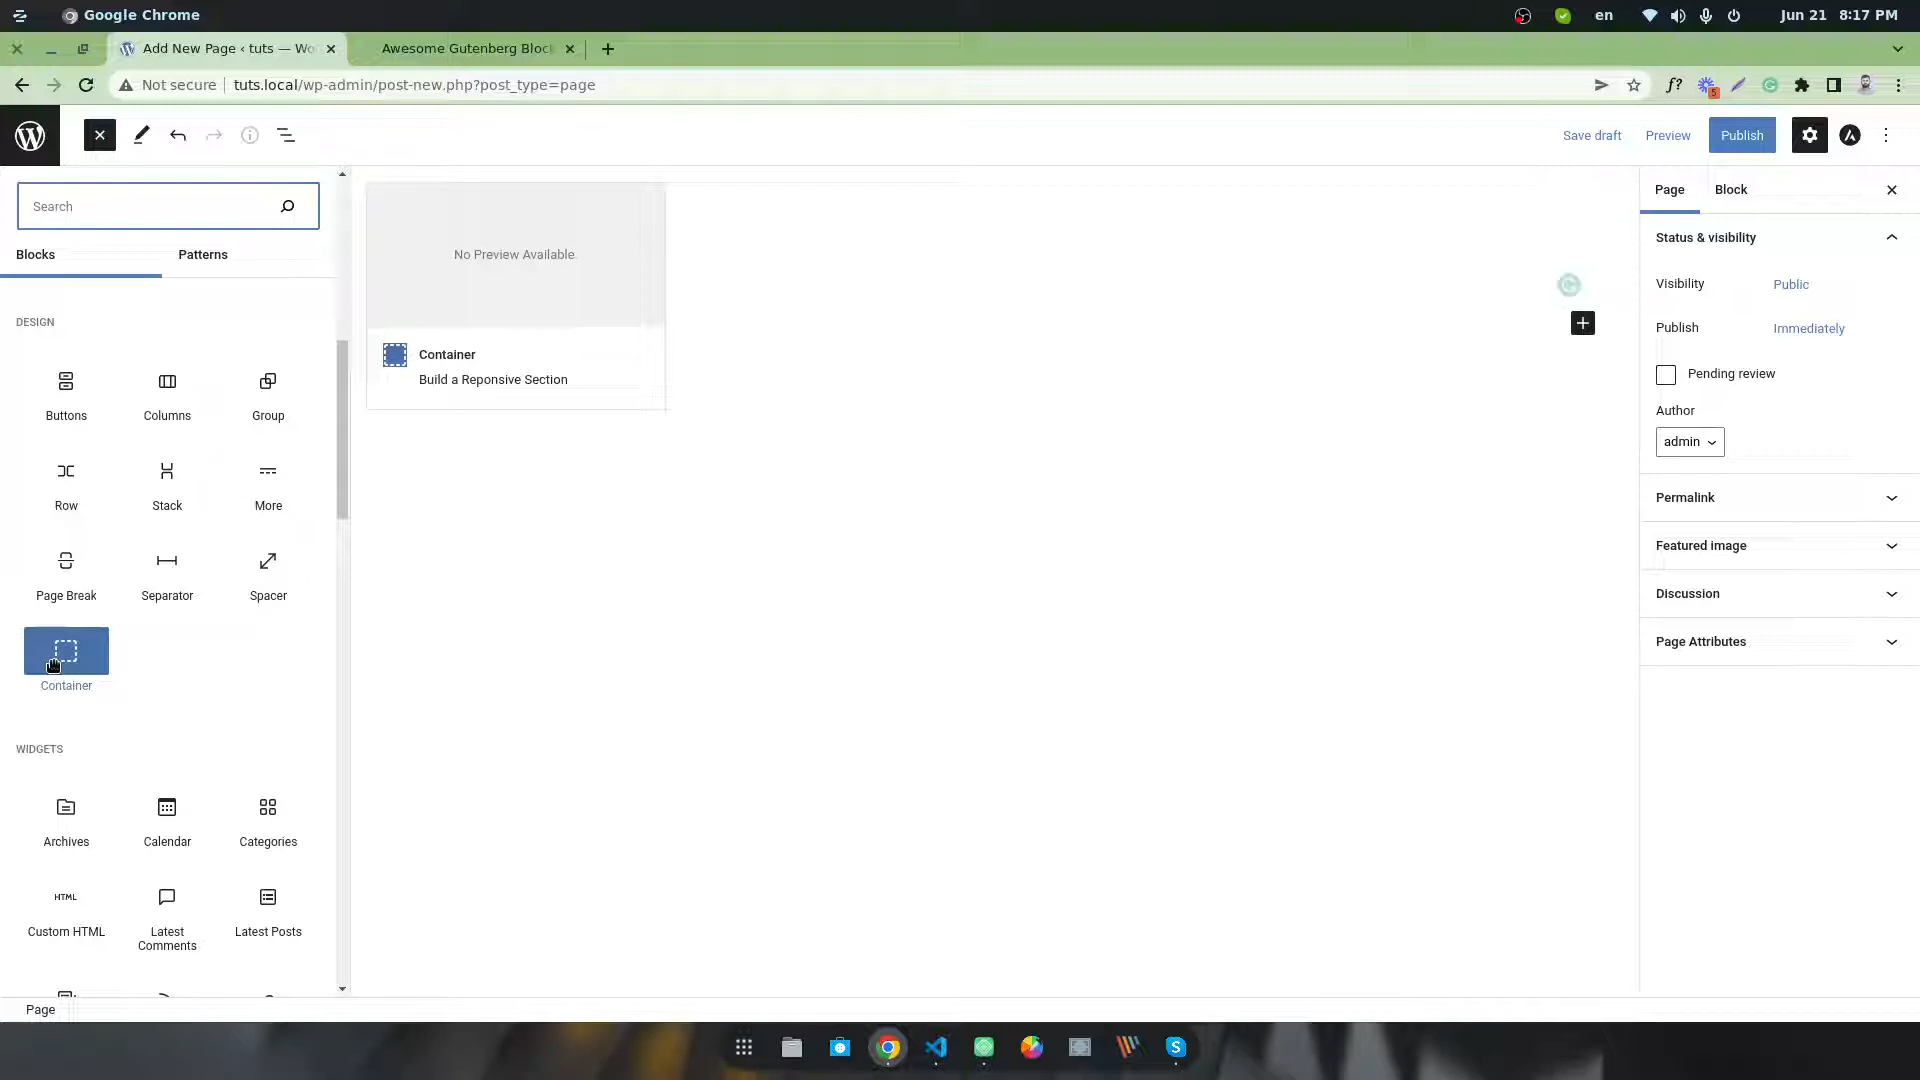 Google Chrome
en
Jun 21 8:17 PM
Add New Page ‹ tuts — Wo
Awesome Gutenberg Block
Not secure
tuts.local/wp-admin/post-new.php?post_type=page
f?
5
Save draft
Preview
Publish
Search
Blocks
Patterns
No Preview Available.
Container
Build a Reponsive Section
Page
Block
Status & visibility
Visibility
Public
Publish
Immediately
Pending review
Author
admin
Permalink
Featured image
Discussion
Page Attributes
DESIGN
Buttons
Columns
Group
Row
Stack
More
Page Break
Separator
Spacer
Container
WIDGETS
Archives
Calendar
Categories
HTML
Custom HTML
Latest
Comments
Latest Posts
Page